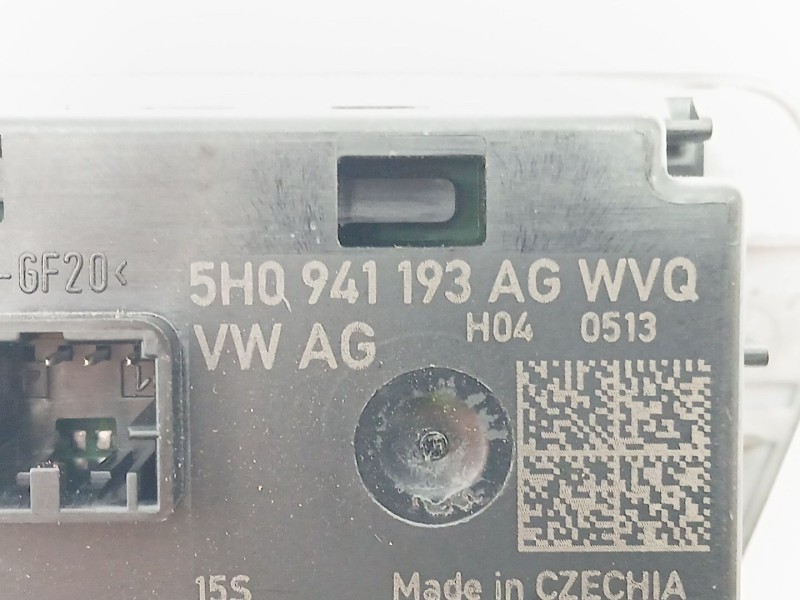 -GF20<
5H0 941 193 AG WVQ
VW AG H04 0513
15S Made in CZECHIA